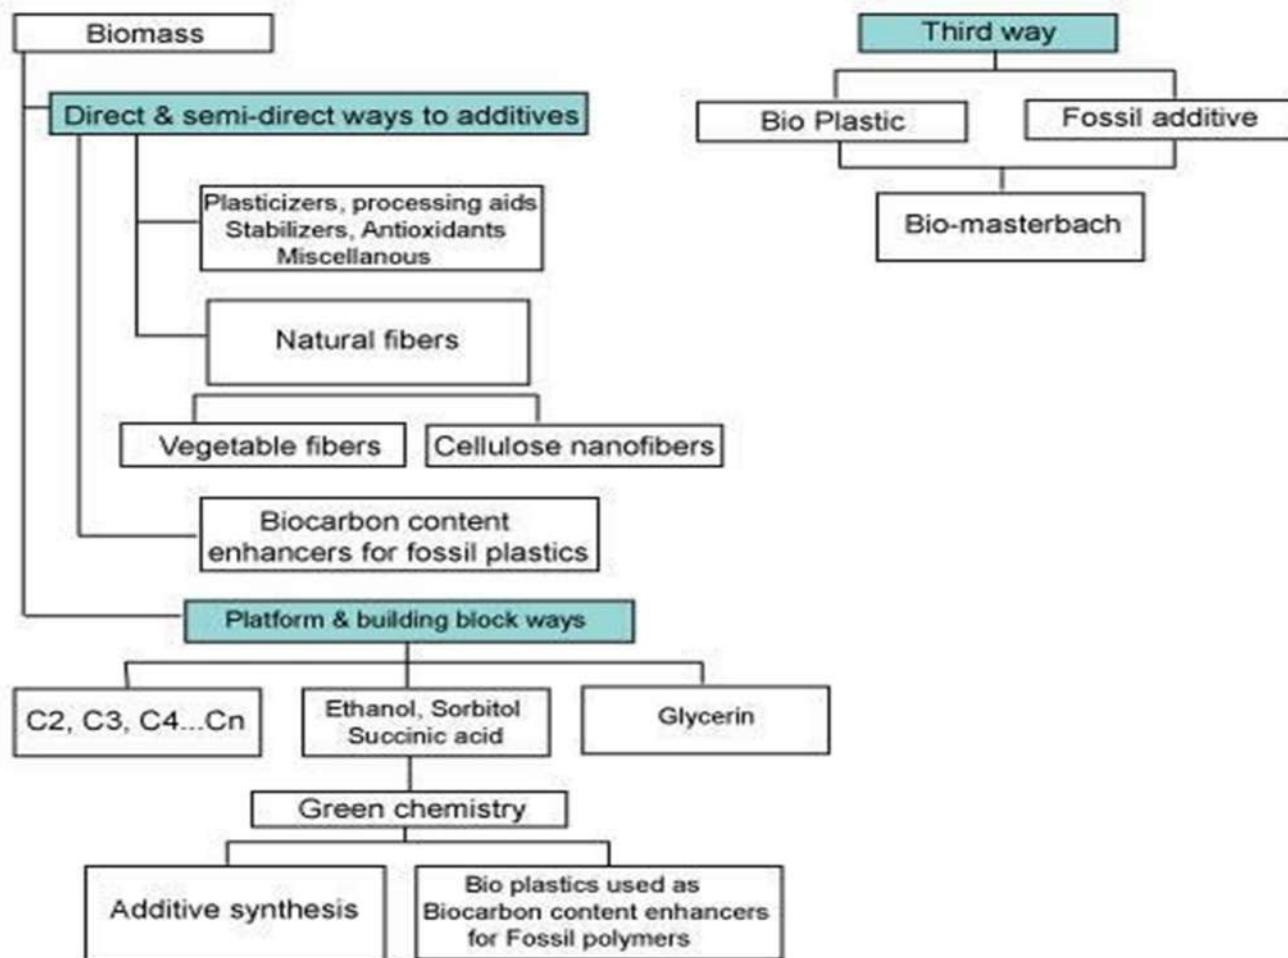 Biomass
Third way
Direct & semi-direct ways to additives
Bio Plastic
Fossil additive
Plasticizers, processing aids
Stabilizers, Antioxidants
Miscellanous
Bio-masterbach
Natural fibers
Vegetable fibers
Cellulose nanofibers
Biocarbon content
enhancers for fossil plastics
Platform & building block ways
C2, C3, C4...Cn
Ethanol, Sorbitol
Succinic acid
Glycerin
Green chemistry
Additive synthesis
Bio plastics used as
Biocarbon content enhancers
for Fossil polymers